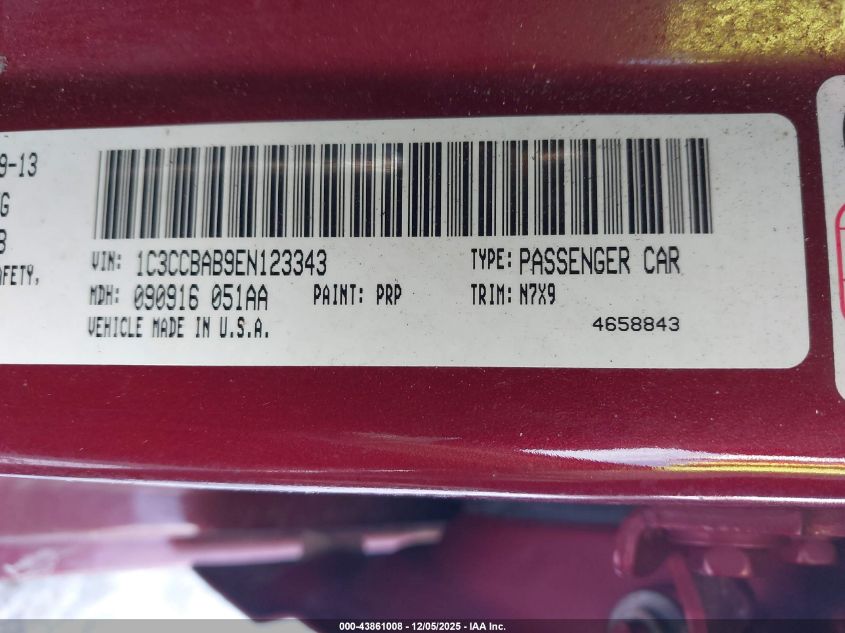 9-13
G
B
AFETY,
VIN: 1C3CCBAB9EN123343 TYPE: PASSENGER CAR
MDH: 090916 051AA PAINT: PRP TRIM: N7X9
VEHICLE MADE IN U.S.A. 4658843
000-43861008 - 12/05/2025 - IAA Inc.